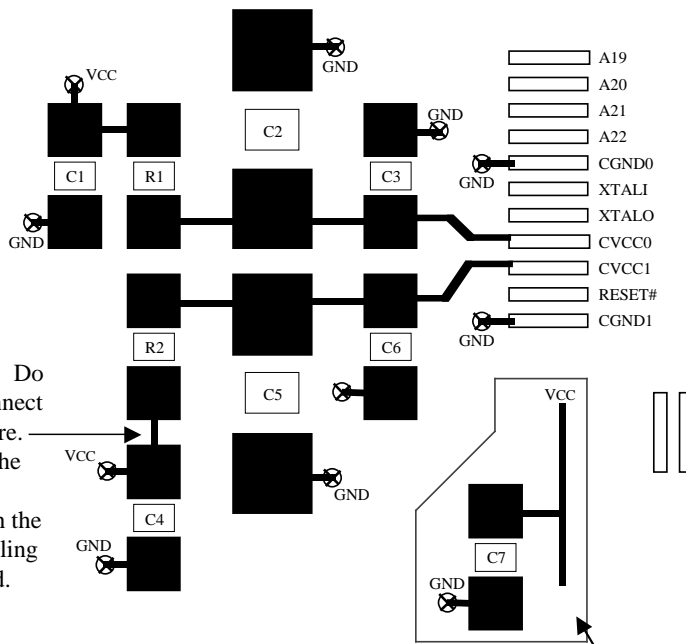 VCC
GND
C2
GND
C1
R1
C3
GND
A19
A20
A21
A22
CGND0
XTALI
XTALO
CVCC0
CVCC1
RESET#
CGND1
GND
GND
R2
C6
C5
Do
nnect
re.
he
n the
ling
d.
VCC
GND
C4
GND
VCC
C7
GND